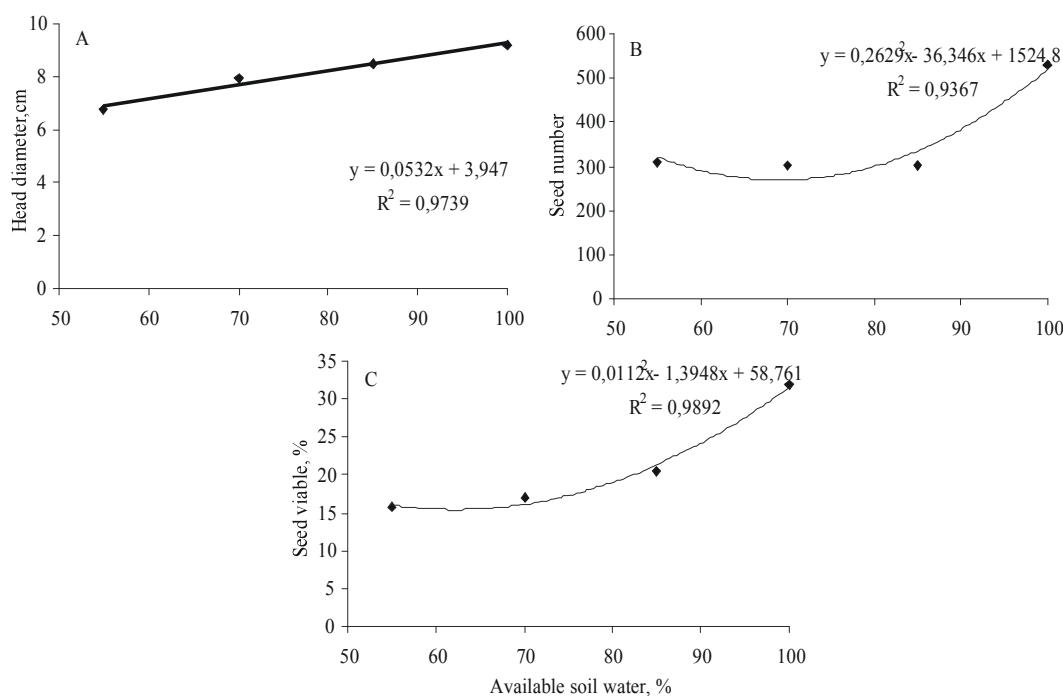 A
Head diameter,cm
10
8
6
4
2
0
50 60 70 80 90 100
y = 0,0532x + 3,947
R² = 0,9739
B
Seed number
600
500
400
300
200
100
0
50 60 70 80 90 100
y = 0,2629x² - 36,346x + 1524,8
R² = 0,9367
C
Seed viable, %
35
30
25
20
15
10
5
0
50 60 70 80 90 100
y = 0,0112x² - 1,3948x + 58,761
R² = 0,9892
Available soil water, %